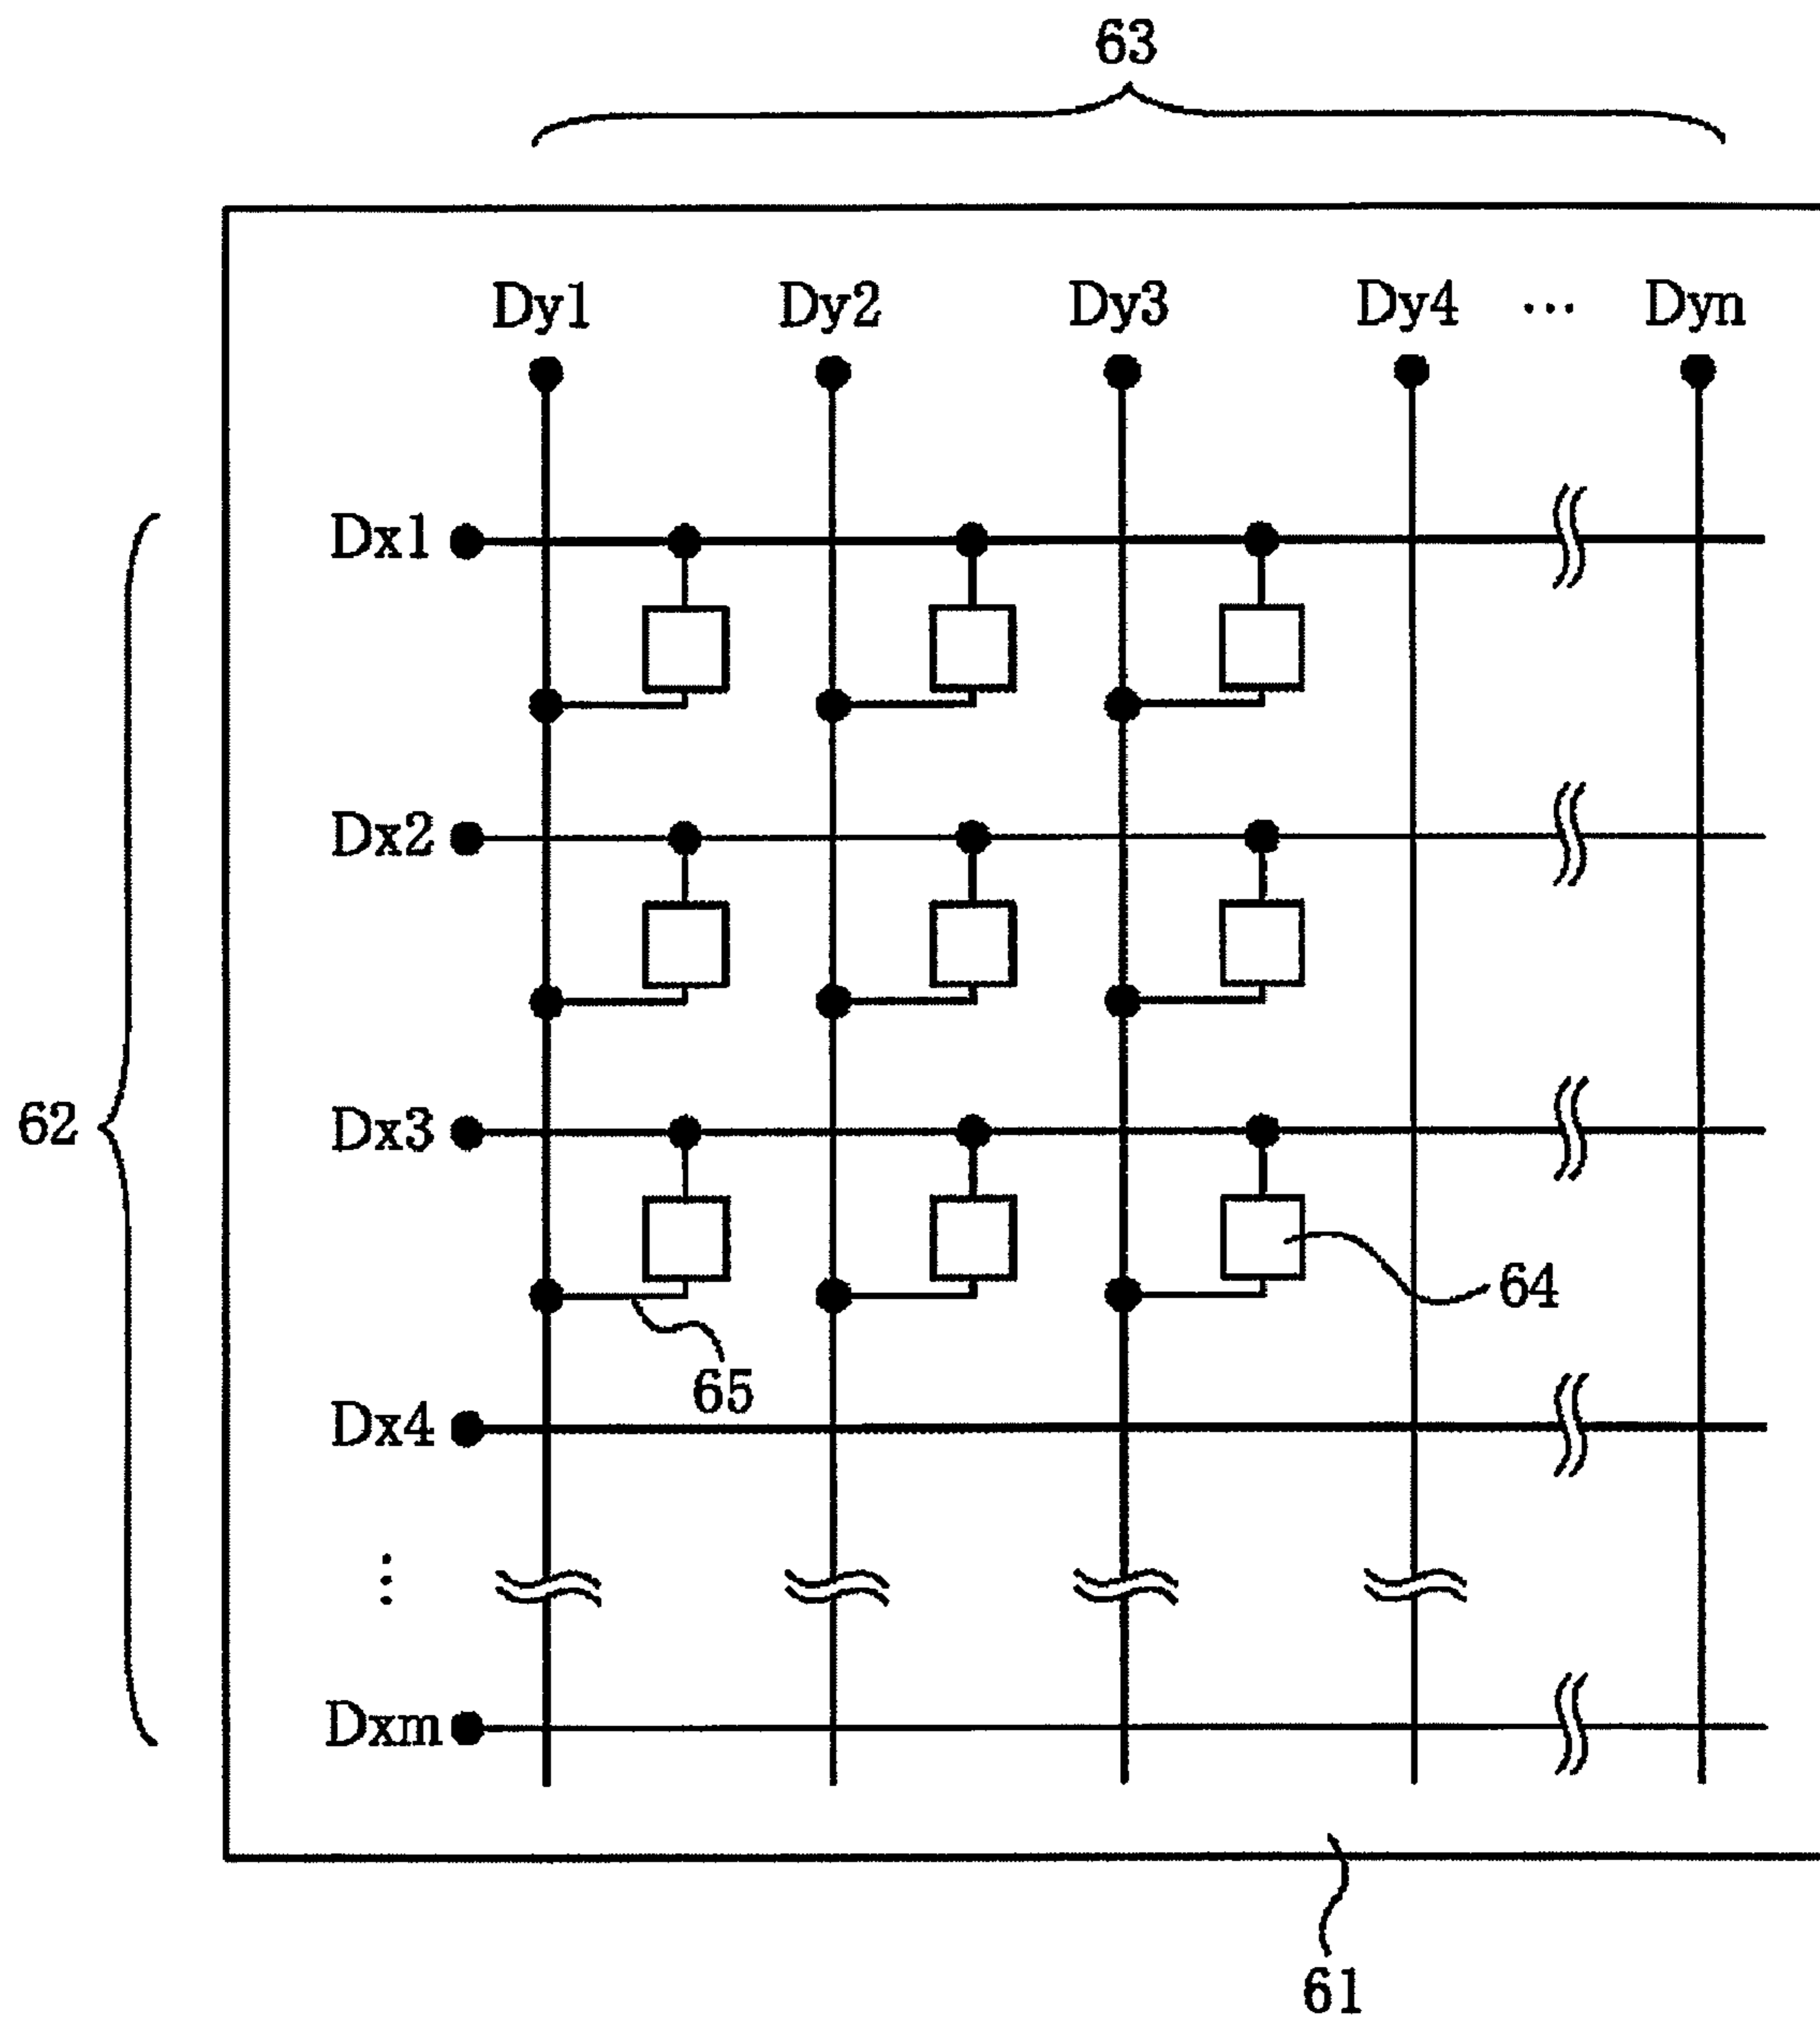 63
Dy1 Dy2 Dy3 Dy4 ... Dyn
Dx1
Dx2
Dx3
62
64
65
Dx4
⋮
Dxm
61